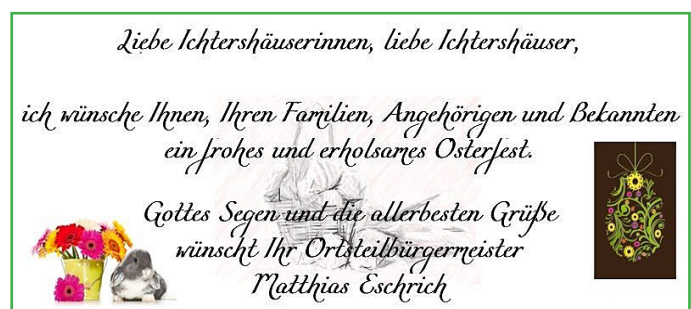 Liebe Ichtershäuserinnen, liebe Ichtershäuser,
ich wünsche Ihnen, Ihren Familien, Angehörigen und Bekannten
ein frohes und erholsames Osterfest.
Gottes Segen und die allerbesten Grüße
wünscht Ihr Ortsteilbürgermeister
Matthias Eschrich